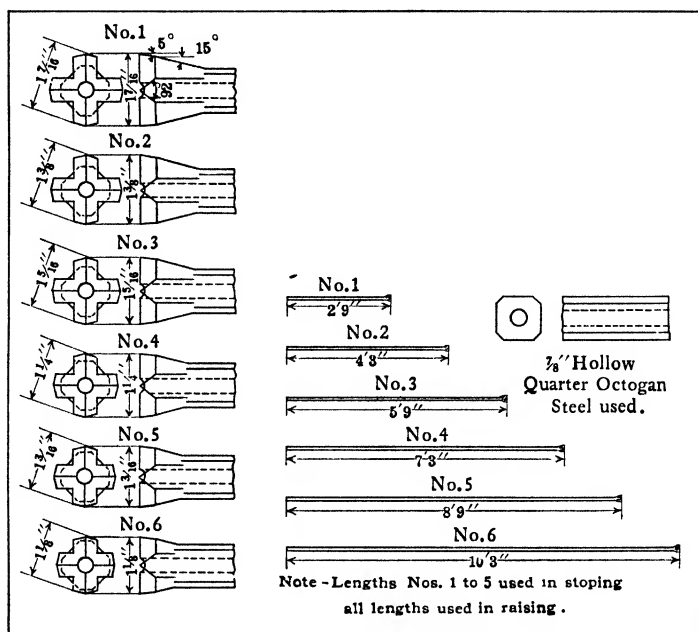 No.1
5° 15°
1 7/16"
1 7/16"
92°
No.2
1 3/8"
1 3/8"
No.3
1 5/16"
1 5/16"
No.4
1 1/4"
1 1/4"
No.5
1 3/16"
1 3/16"
No.6
1 1/8"
1 1/8"
No.1
2'9"
No.2
4'3"
No.3
5'9"
No.4
7'3"
No.5
8'9"
No.6
10'3"
7/8" Hollow
Quarter Octogan
Steel used.
Note - Lengths Nos. 1 to 5 used in stoping
all lengths used in raising.